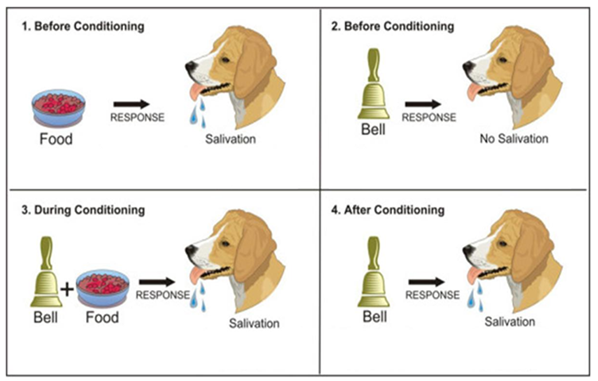 1. Before Conditioning
Food
RESPONSE
Salivation
2. Before Conditioning
Bell
RESPONSE
No Salivation
3. During Conditioning
Bell
+
Food
RESPONSE
Salivation
4. After Conditioning
Bell
RESPONSE
Salivation